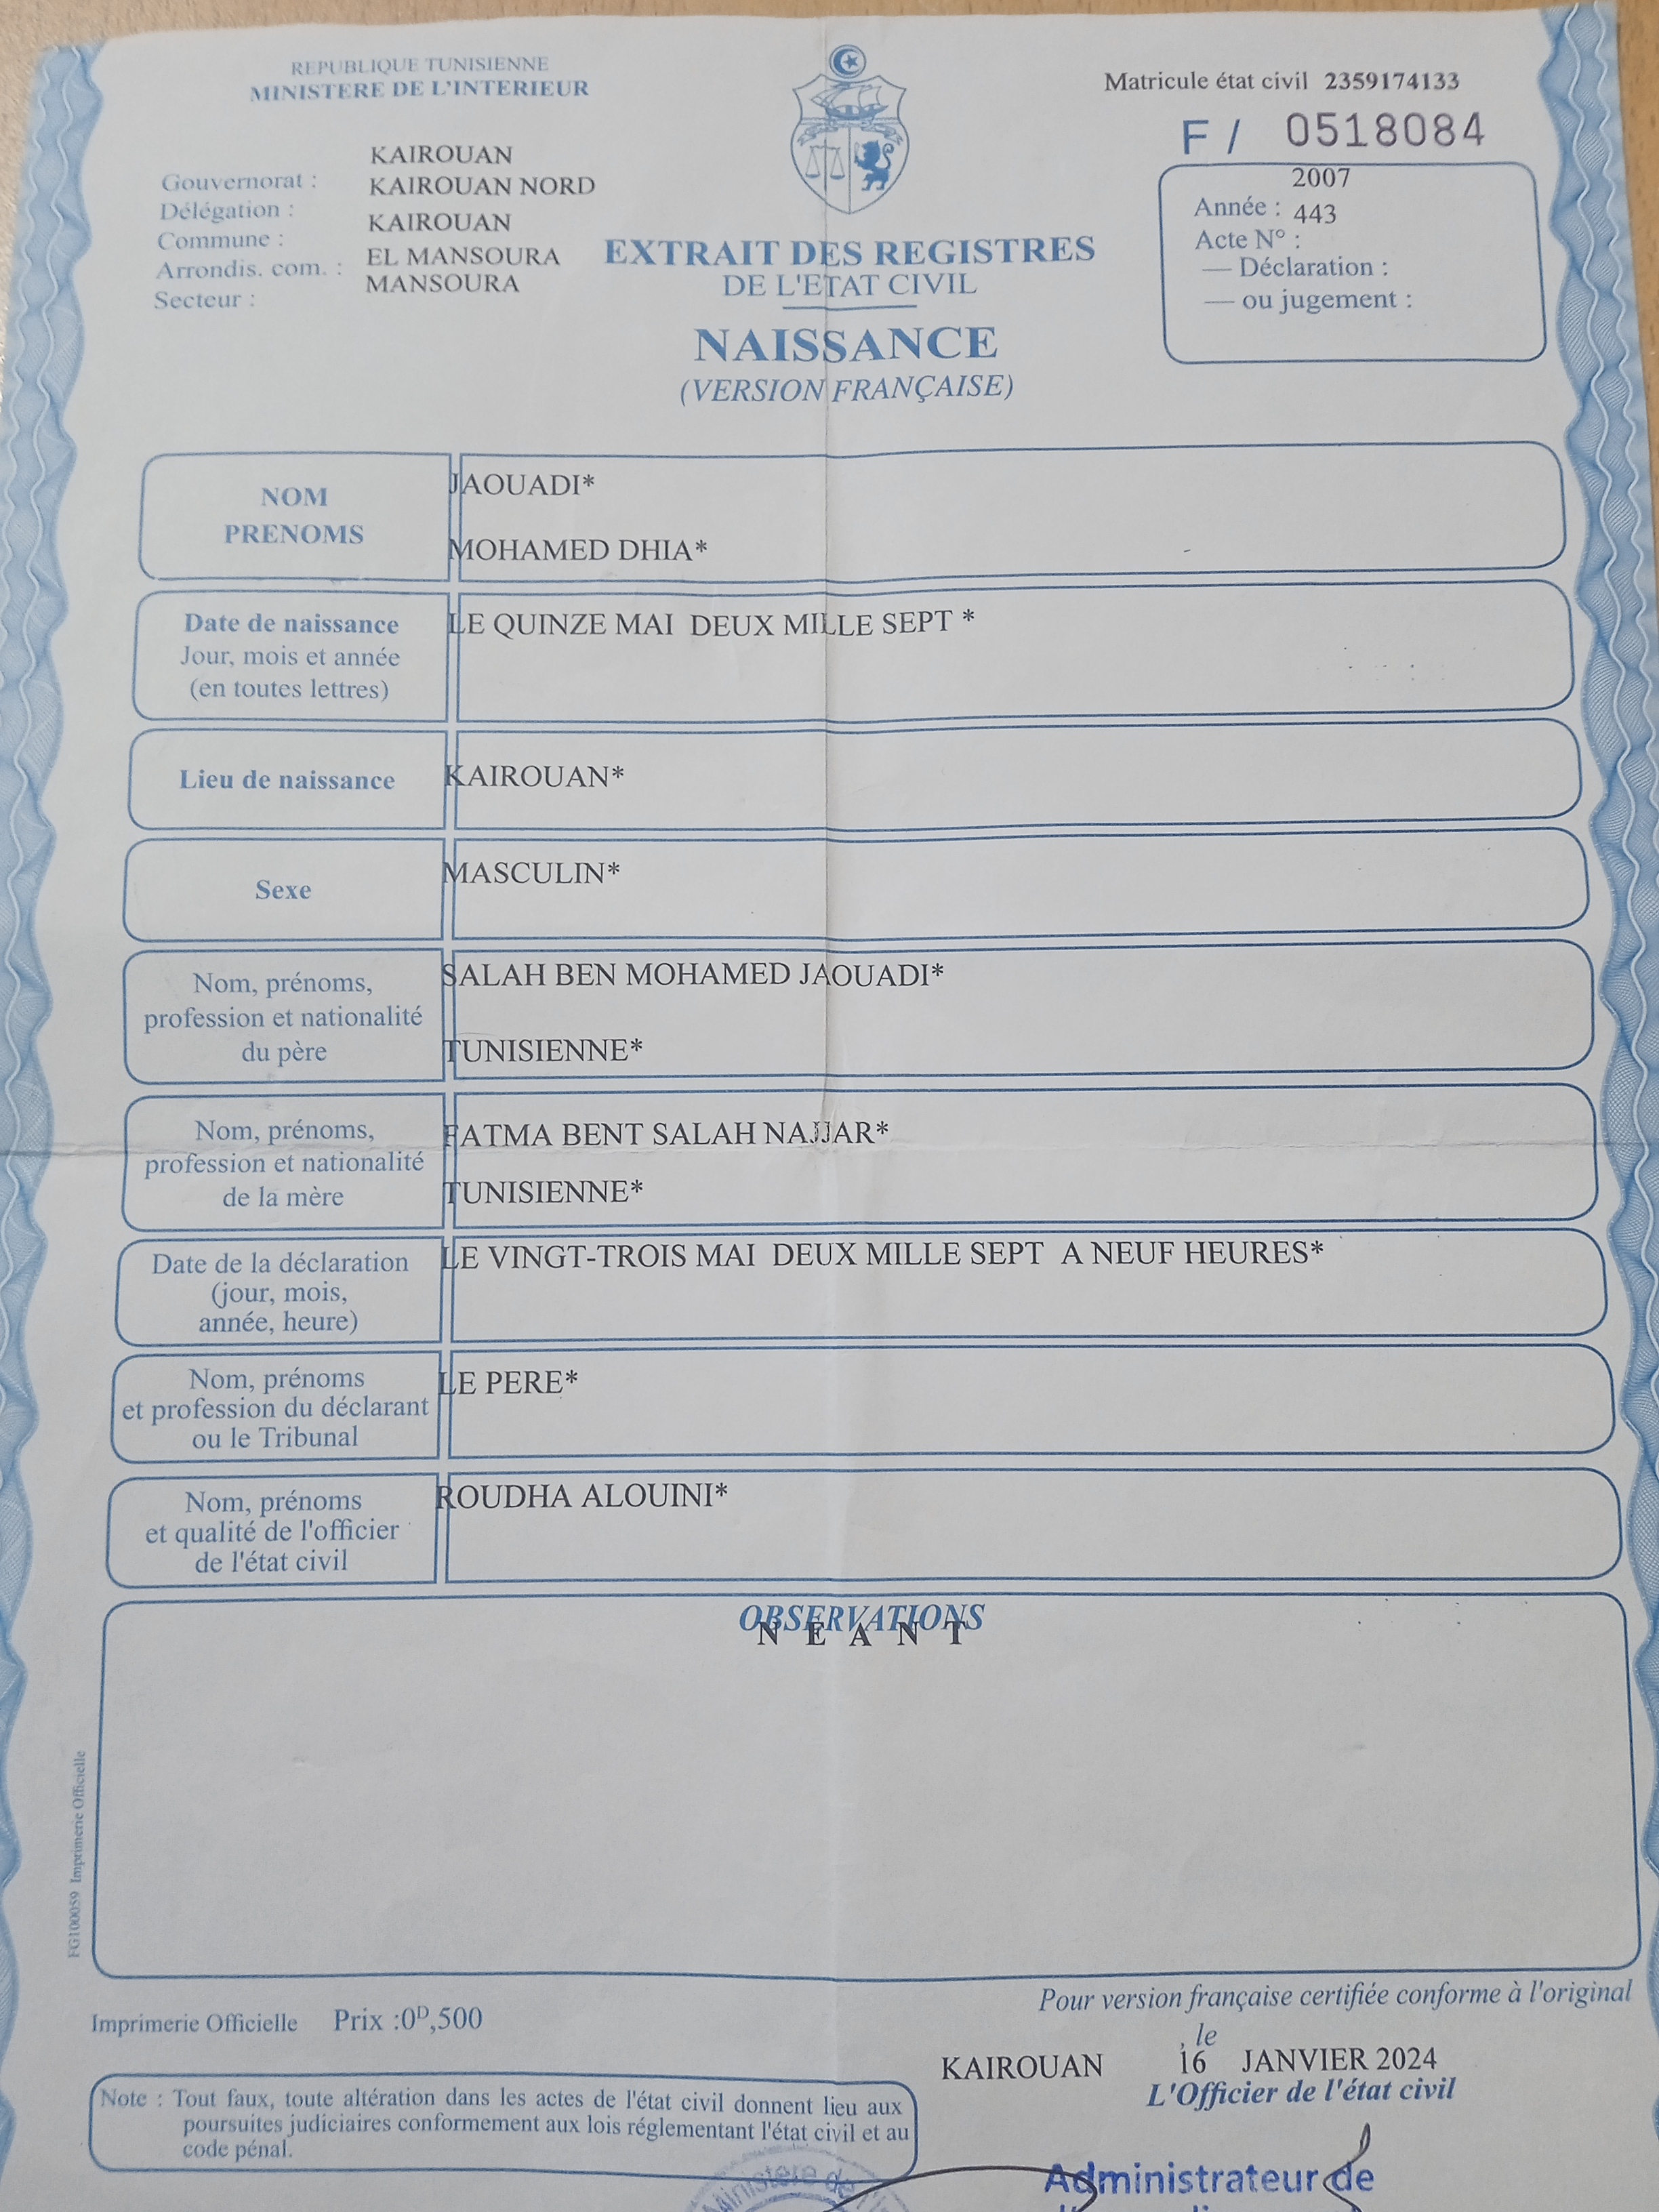 REPUBLIQUE TUNISIENNE
MINISTERE DE L'INTERIEUR
Matricule état civil 2359174133
F / 0518084
KAIROUAN
Gouvernorat :
KAIROUAN NORD
Délégation :
KAIROUAN
Commune :
EL MANSOURA
Arrondis. com. :
MANSOURA
Secteur :
2007
Année :
443
Acte N° :
— Déclaration :
— ou jugement :
EXTRAIT DES REGISTRES
DE L'ETAT CIVIL
NAISSANCE
(VERSION FRANÇAISE)
NOM
PRENOMS
JAOUADI*
MOHAMED DHIA*
Date de naissance
Jour, mois et année
(en toutes lettres)
LE QUINZE MAI DEUX MILLE SEPT *
Lieu de naissance
KAIROUAN*
Sexe
MASCULIN*
Nom, prénoms,
profession et nationalité
du père
SALAH BEN MOHAMED JAOUADI*
TUNISIENNE*
Nom, prénoms,
profession et nationalité
de la mère
FATMA BENT SALAH NAJJAR*
TUNISIENNE*
Date de la déclaration
(jour, mois,
année, heure)
LE VINGT-TROIS MAI DEUX MILLE SEPT A NEUF HEURES*
Nom, prénoms
et profession du déclarant
ou le Tribunal
LE PERE*
Nom, prénoms
et qualité de l'officier
de l'état civil
ROUDHA ALOUINI*
OBSERVATIONS
N E A N T
FG100059 Imprimerie Officielle
Imprimerie Officielle Prix :0D,500
Pour version française certifiée conforme à l'original
, le
KAIROUAN 16 JANVIER 2024
L'Officier de l'état civil
Note : Tout faux, toute altération dans les actes de l'état civil donnent lieu aux
poursuites judiciaires conformement aux lois réglementant l'état civil et au
code pénal.
Ministère de
Administrateur de